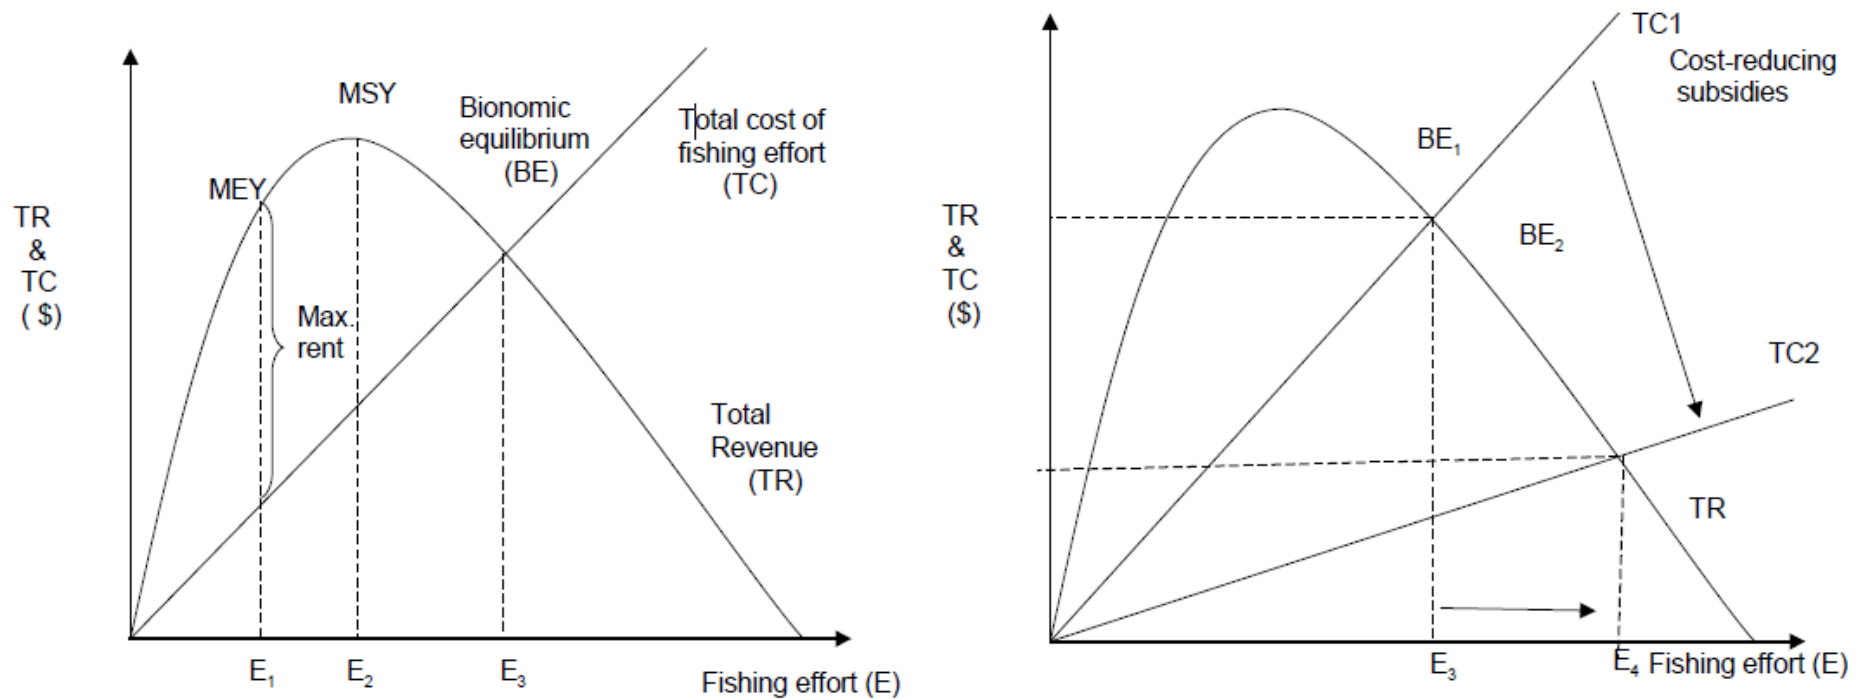 MSY
MEY
Bionomic
equilibrium
(BE)
Total cost of
fishing effort
(TC)
TR
&
TC
( $)
Max.
rent
Total
Revenue
(TR)
E1
E2
E3
Fishing effort (E)
TC1
Cost-reducing
subsidies
BE1
BE2
TR
&
TC
($)
TC2
TR
E3
E4 Fishing effort (E)